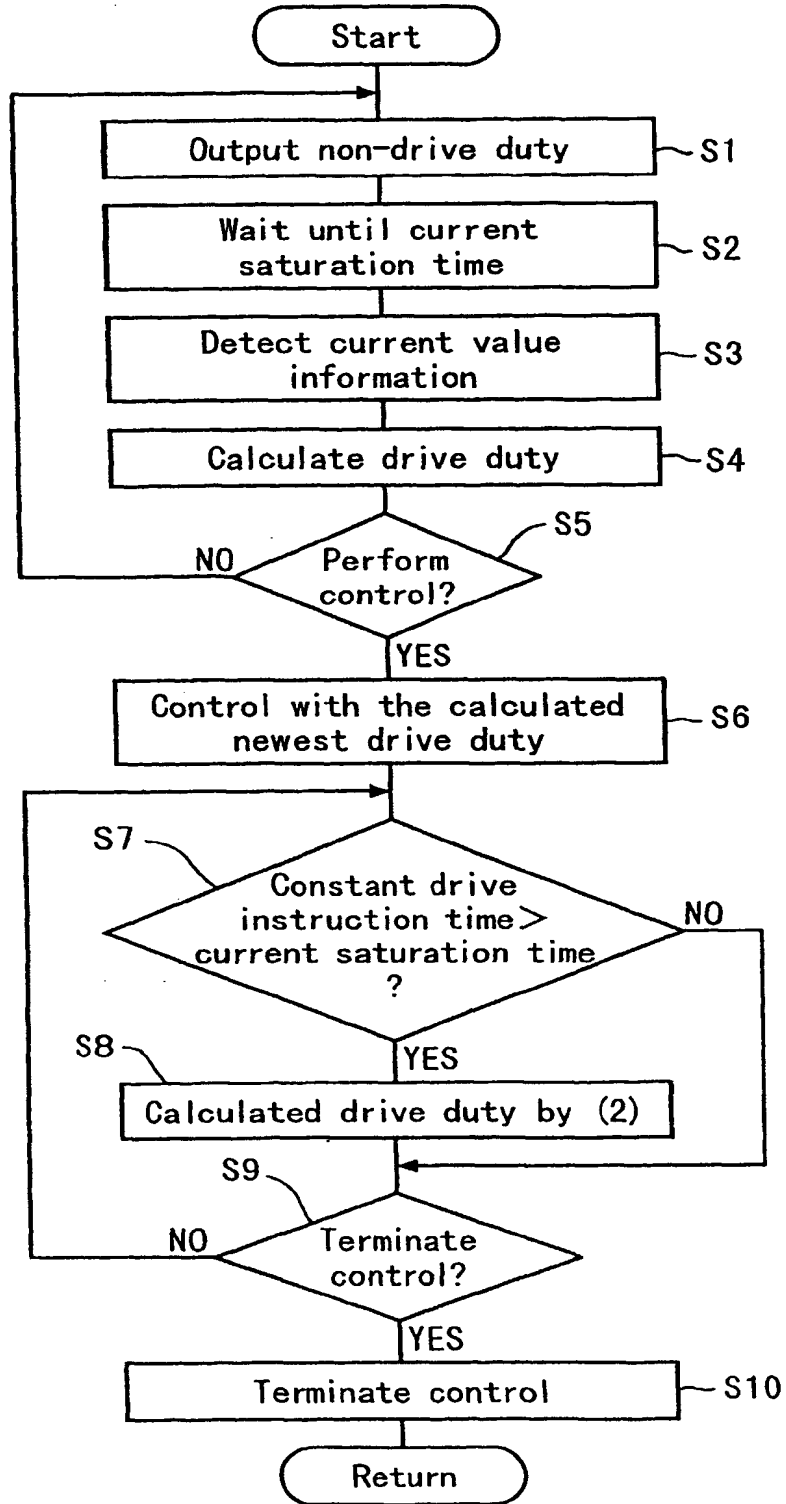 Start
Output non-drive duty
S1
Wait until current
saturation time
S2
Detect current value
information
S3
Calculate drive duty
S4
S5
Perform
control?
NO
YES
Control with the calculated
newest drive duty
S6
S7
Constant drive
instruction time>
current saturation time
?
NO
YES
S8
Calculated drive duty by (2)
S9
Terminate
control?
NO
YES
Terminate control
S10
Return